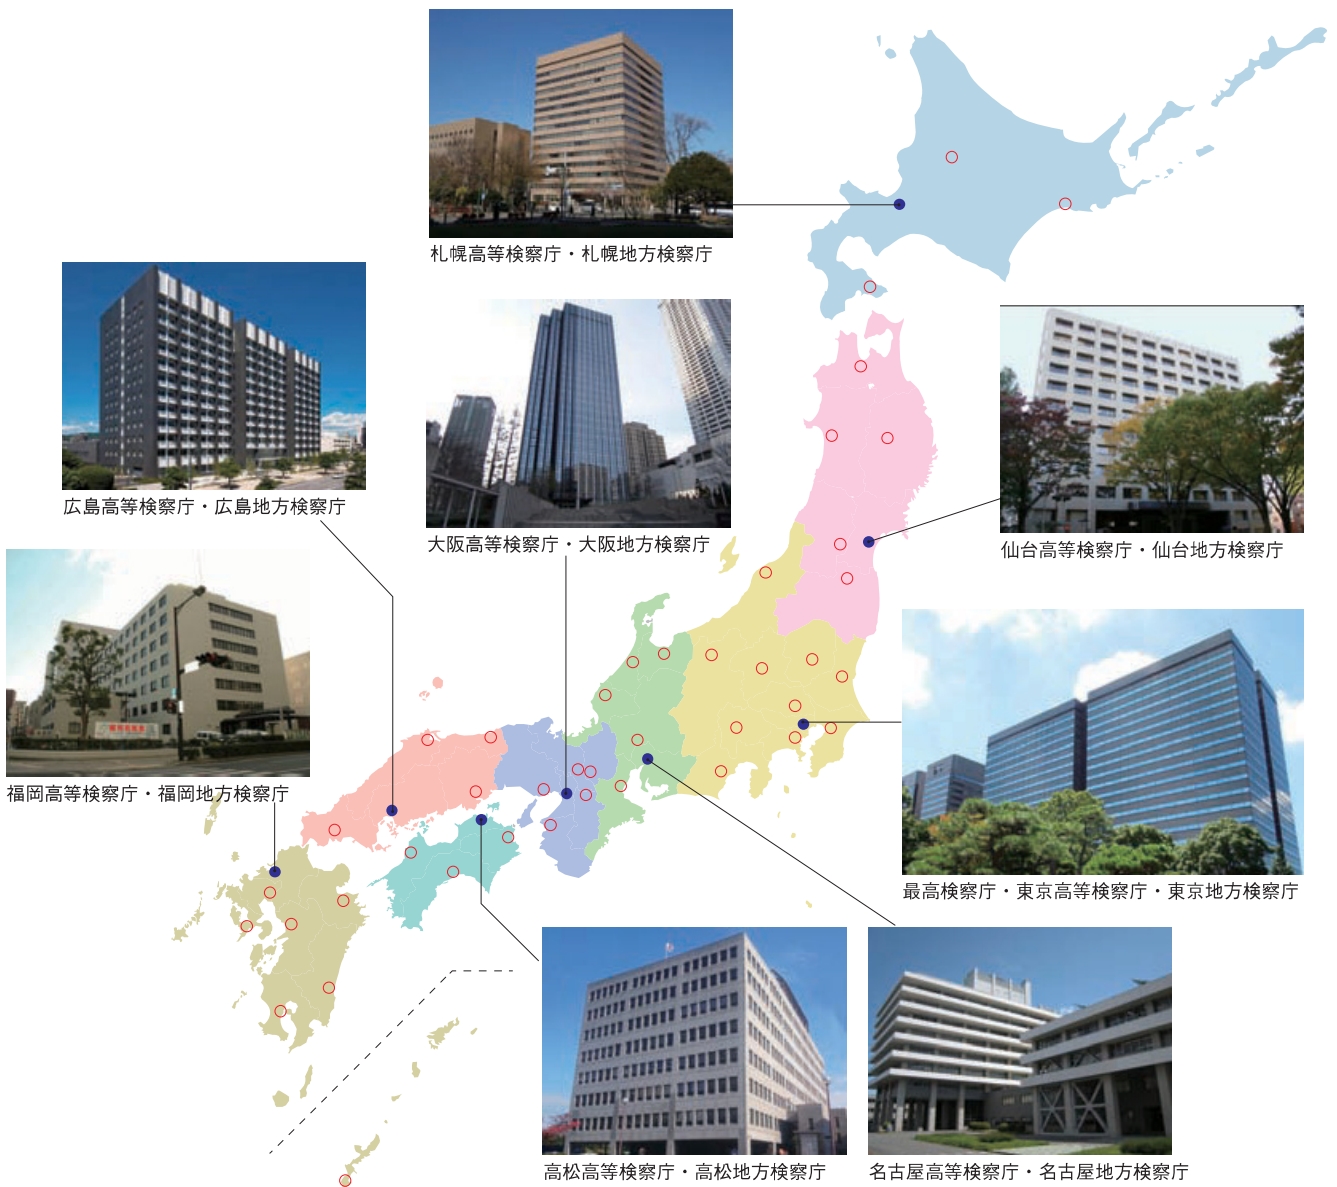 札幌高等検察庁・札幌地方検察庁
広島高等検察庁・広島地方検察庁
大阪高等検察庁・大阪地方検察庁
仙台高等検察庁・仙台地方検察庁
福岡高等検察庁・福岡地方検察庁
最高検察庁・東京高等検察庁・東京地方検察庁
高松高等検察庁・高松地方検察庁
名古屋高等検察庁・名古屋地方検察庁